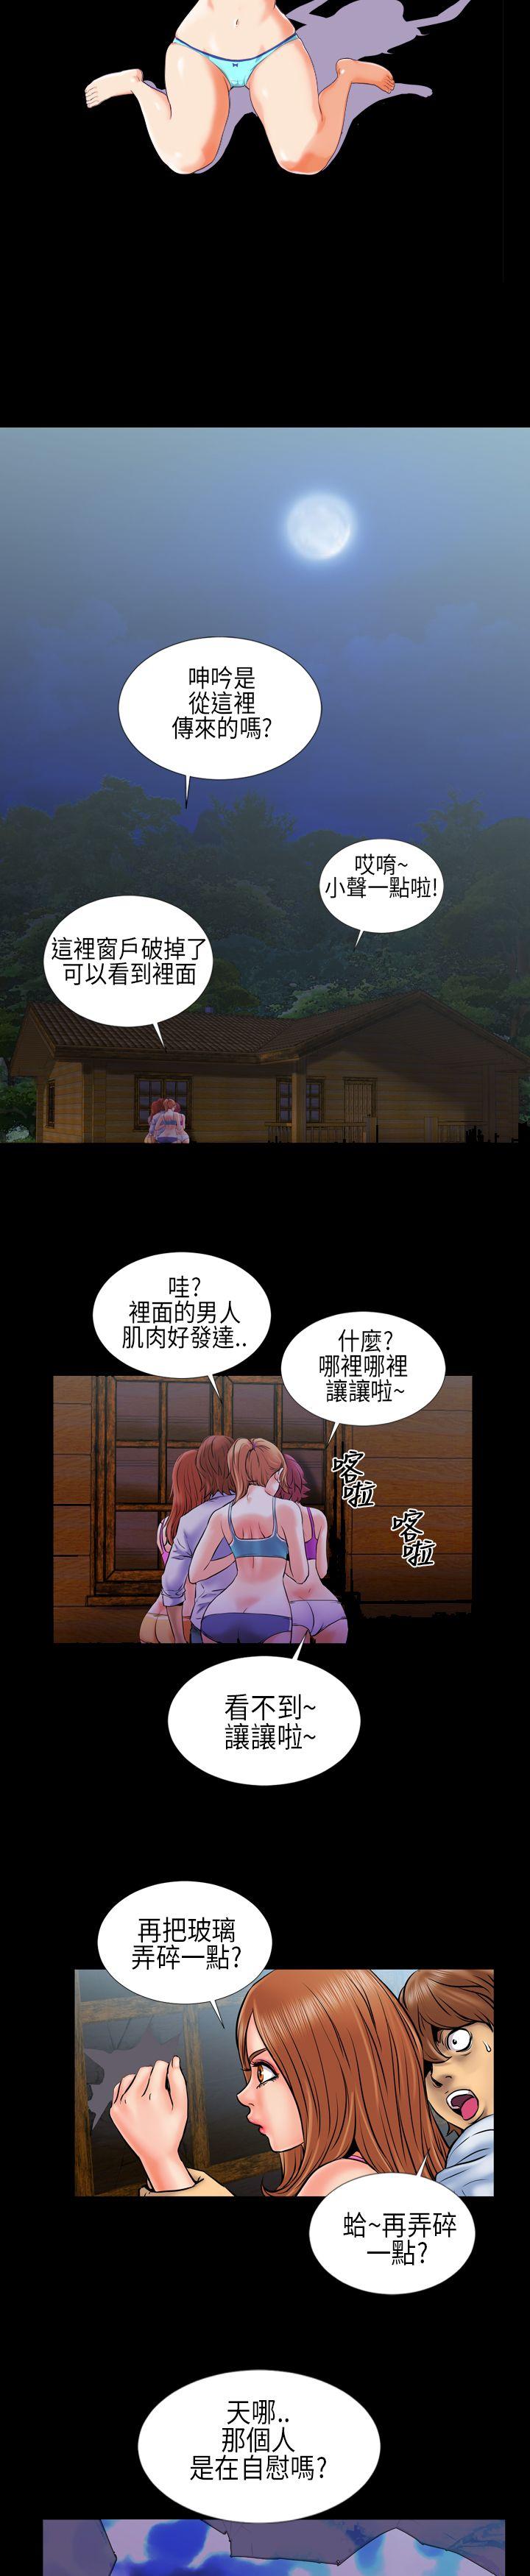 呻吟是
從這裡
傳來的嗎?
哎唷~
小聲一點啦!
這裡窗戶破掉了
可以看到裡面
哇?
裡面的男人
肌肉好發達..
什麼?
哪裡哪裡
讓讓啦~
喀啦
喀啦
看不到~
讓讓啦~
再把玻璃
弄碎一點?
蛤~再弄碎
一點?
天哪..
那個人
是在自慰嗎?